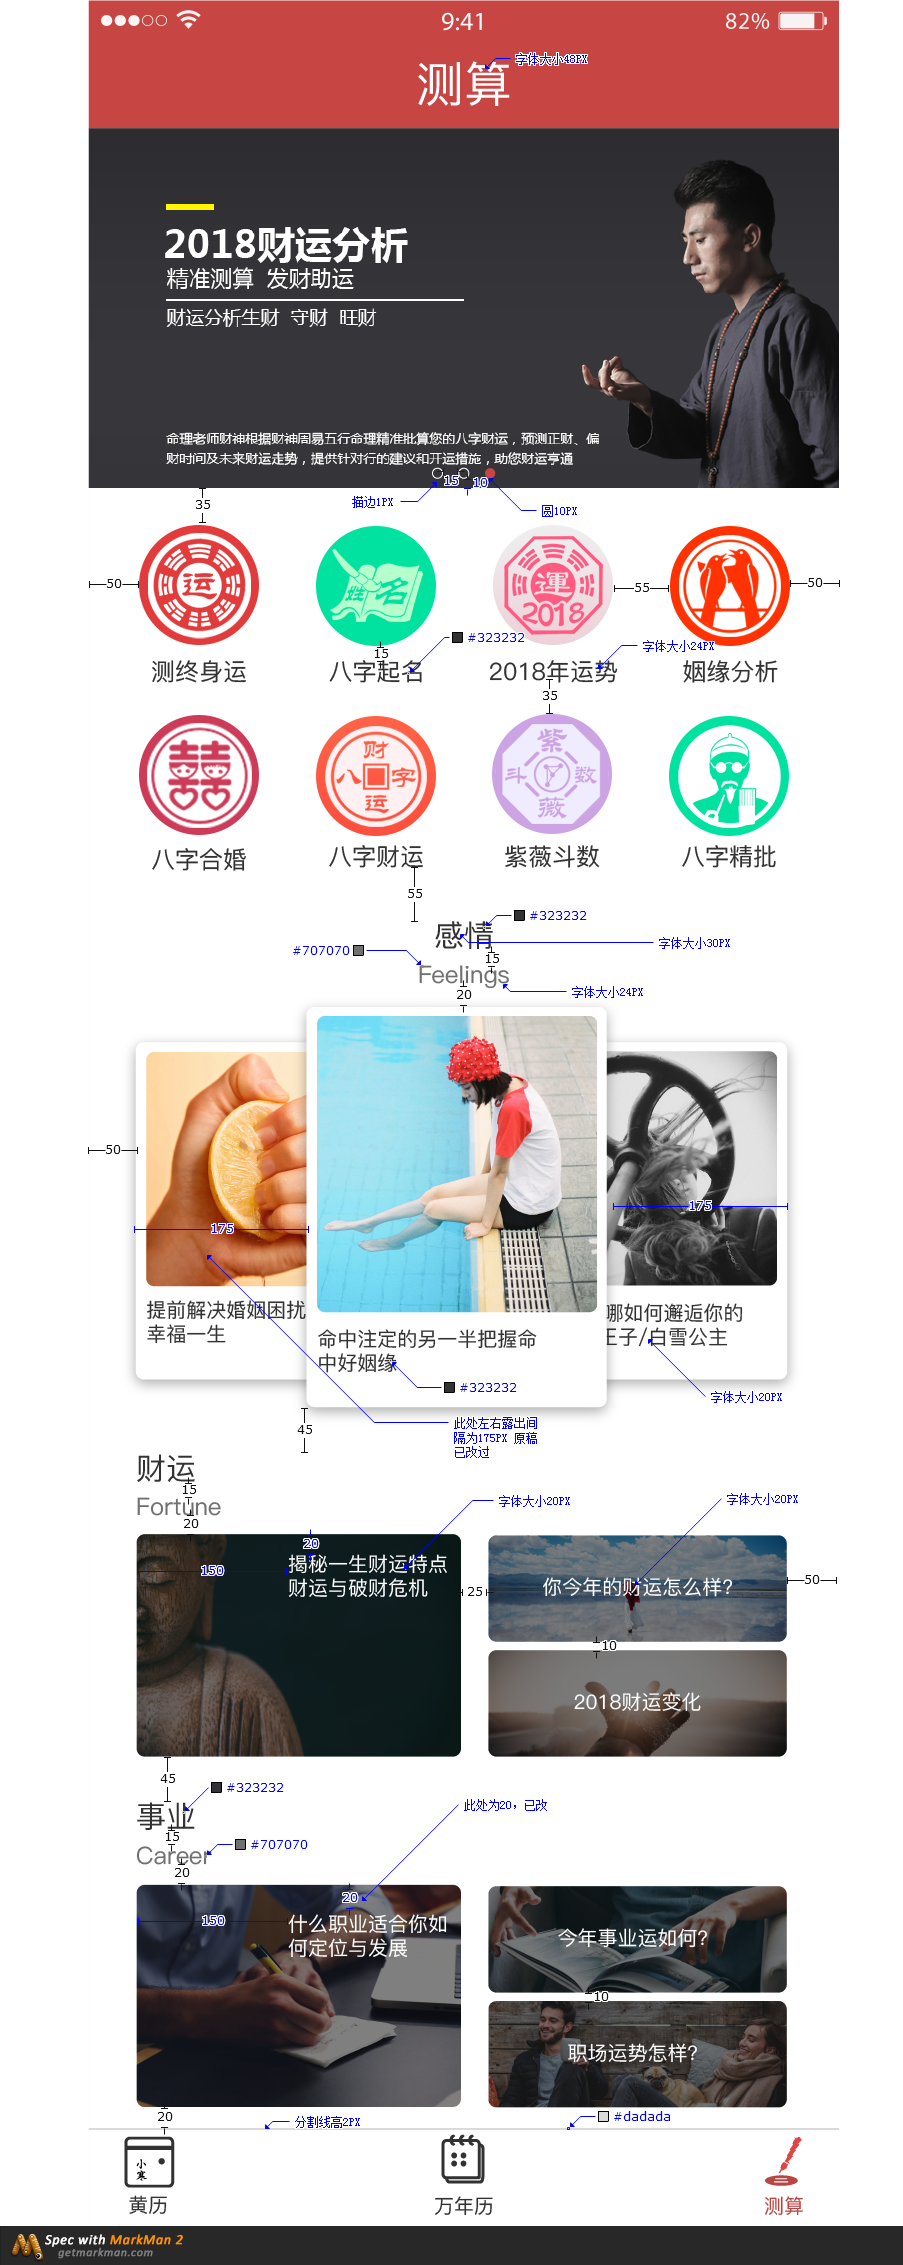 9:41
82%
测算
字体大小48PX
2018财运分析
精准测算 发财助运
财运分析生财 守财 旺财
命理老师财神根据财神周易五行命理精准批算您的八字财运，预测正财、偏
财时间及未来财运走势，提供针对行的建议和开运措施，助您财运亨通
15
10
描边1PX
圆10PX
35
50
运
姓名
運
2018
55
50
15
#323232
字体大小24PX
测终身运
八字起名
2018年运势
姻缘分析
35
囍
财
八 字
运
紫
斗 数
薇
八字合婚
八字财运
紫薇斗数
八字精批
55
#323232
感情
字体大小30PX
#707070
15
Feelings
字体大小24PX
20
50
175
175
提前解决婚姻困扰
幸福一生
命中注定的另一半把握命
中好姻缘
哪如何邂逅你的
王子/白雪公主
#323232
字体大小20PX
此处左右露出间
隔为175PX 原稿
已改过
45
财运
15
Fortune
字体大小20PX
字体大小20PX
20
20
150
揭秘一生财运特点
财运与破财危机
25
你今年的财运怎么样?
50
10
2018财运变化
45
#323232
事业
此处为20，已改
15
#707070
Career
20
20
150
什么职业适合你如
何定位与发展
今年事业运如何?
10
职场运势怎样?
20
分割线高2PX
#dadada
小寒
黄历
万年历
测算
Spec with MarkMan 2
getmarkman.com